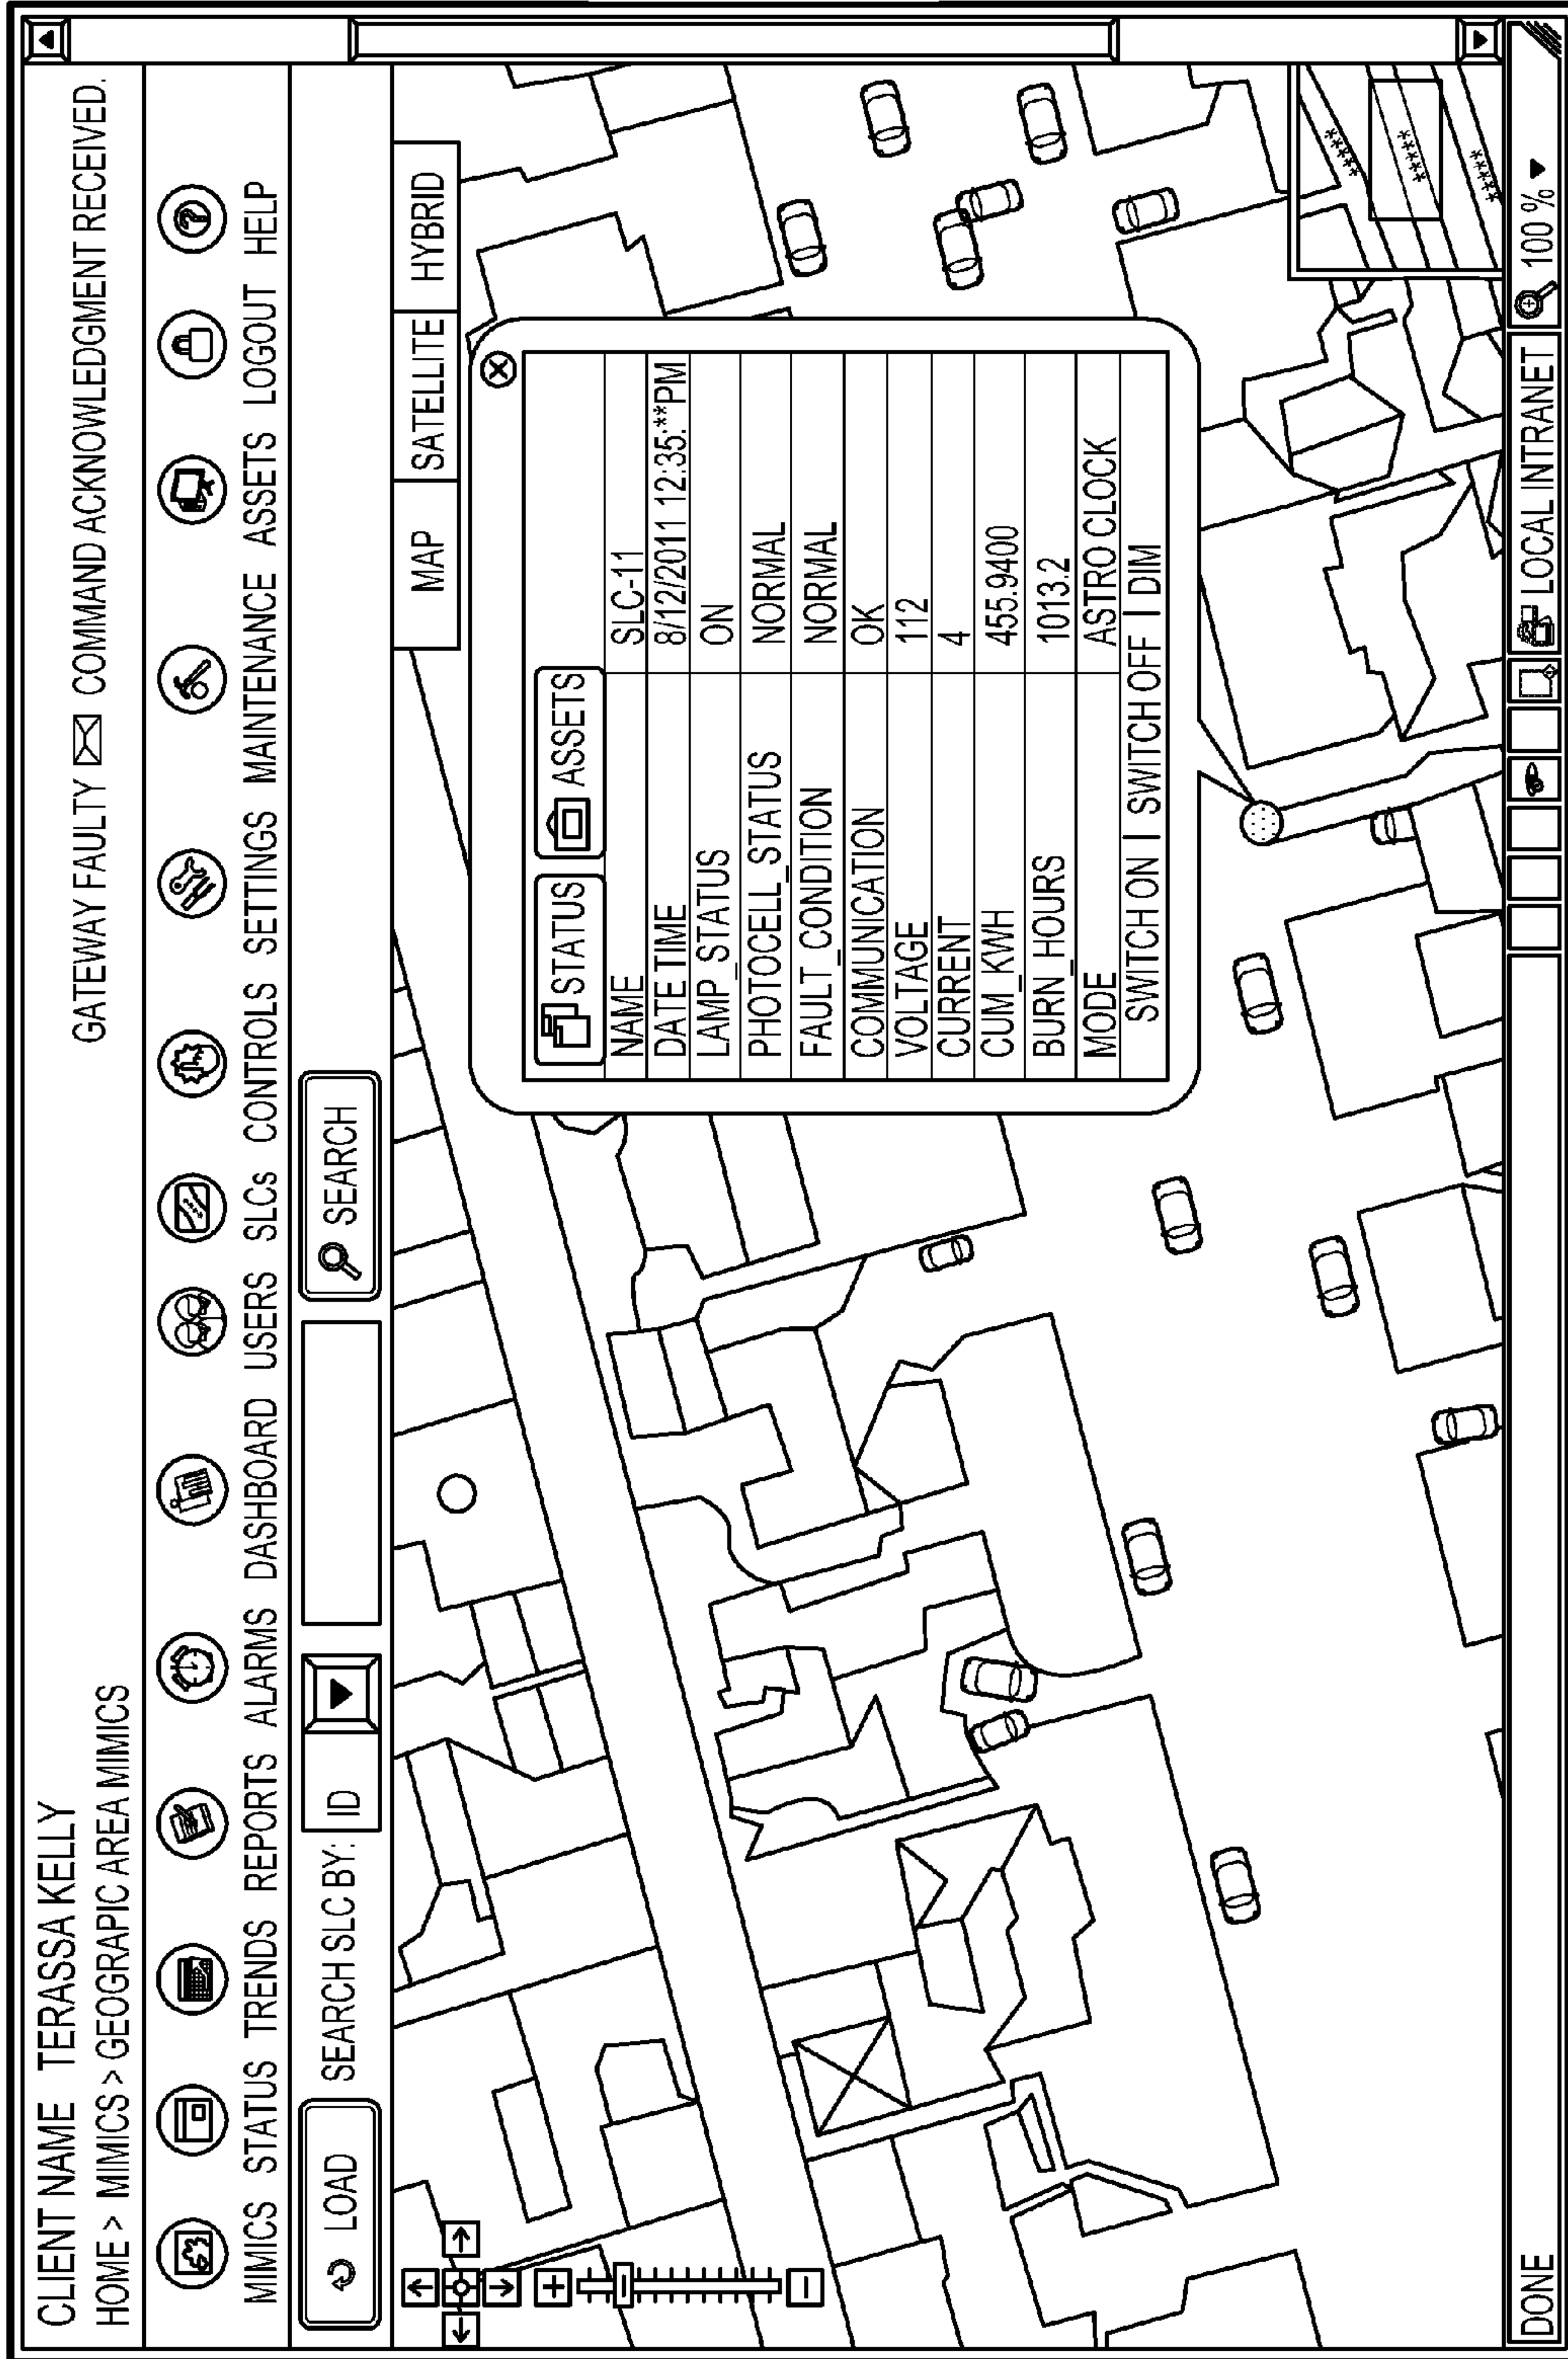 CLIENT NAME TERASSA KELLY
GATEWAY FAULTY COMMAND ACKNOWLEDGMENT RECEIVED.
HOME > MIMICS > GEOGRAPIC AREA MIMICS
MIMICS STATUS TRENDS REPORTS ALARMS DASHBOARD USERS SLCs CONTROLS SETTINGS MAINTENANCE ASSETS LOGOUT HELP
LOAD SEARCH SLC BY: ID SEARCH
MAP SATELLITE HYBRID
STATUS ASSETS
NAME SLC-11
DATE TIME 8/12/2011 12:35:**PM
LAMP_STATUS ON
PHOTOCELL_STATUS NORMAL
FAULT_CONDITION NORMAL
COMMUNICATION OK
VOLTAGE 112
CURRENT 4
CUM_KWH 455.9400
BURN_HOURS 1013.2
MODE ASTRO CLOCK
SWITCH ON | SWITCH OFF | DIM
*****
*****
*****
DONE LOCAL INTRANET 100 %